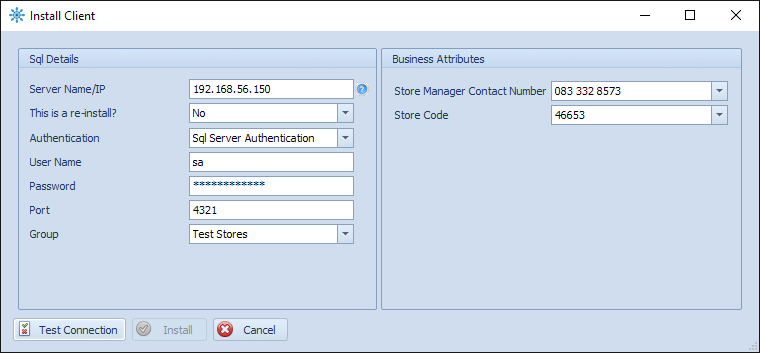 Install Client
Sql Details
Server Name/IP 192.168.56.150
This is a re-install? No
Authentication Sql Server Authentication
User Name sa
Password ************
Port 4321
Group Test Stores
Business Attributes
Store Manager Contact Number 083 332 8573
Store Code 46653
Test Connection Install Cancel